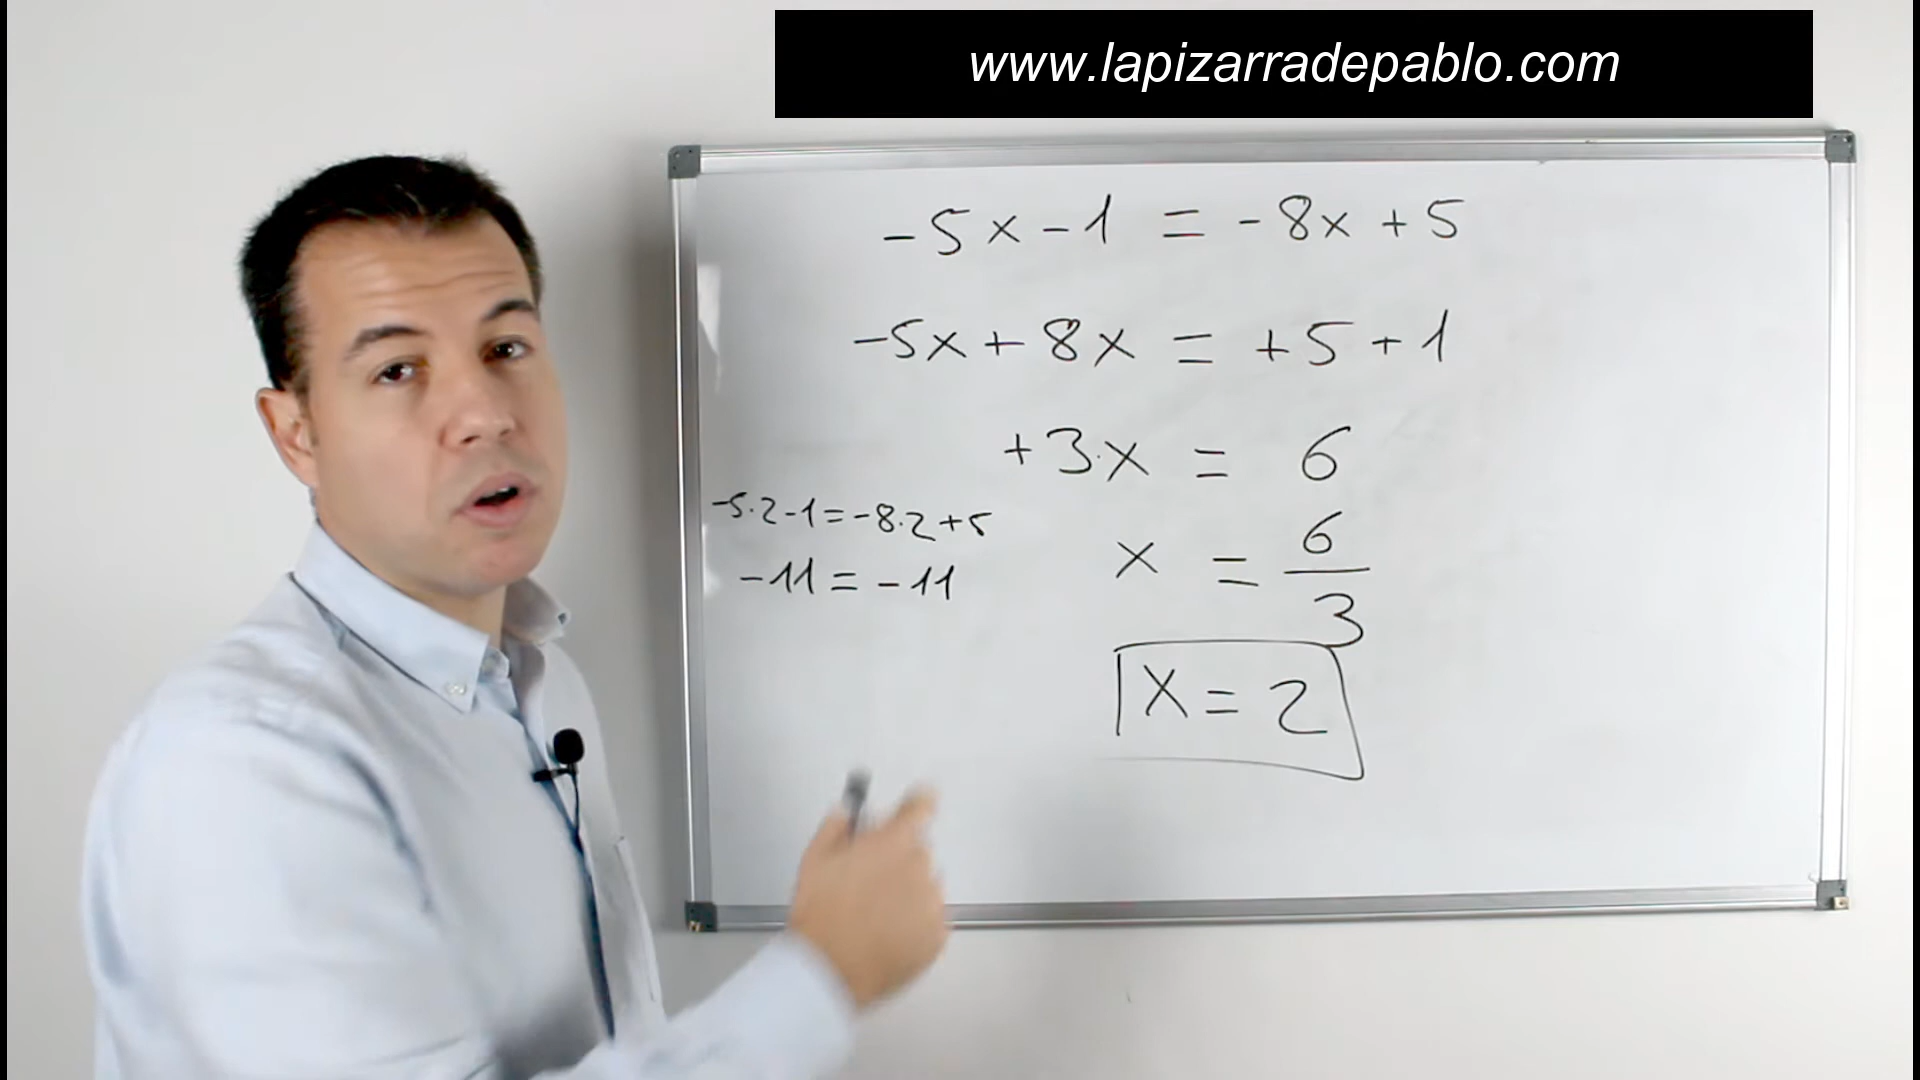 www.lapizarradepablo.com
-5x-1 = -8x+5
-5x+8x = +5+1
+3·x = 6
-5·2-1=-8·2+5
x = 6/3
-11=-11
x=2